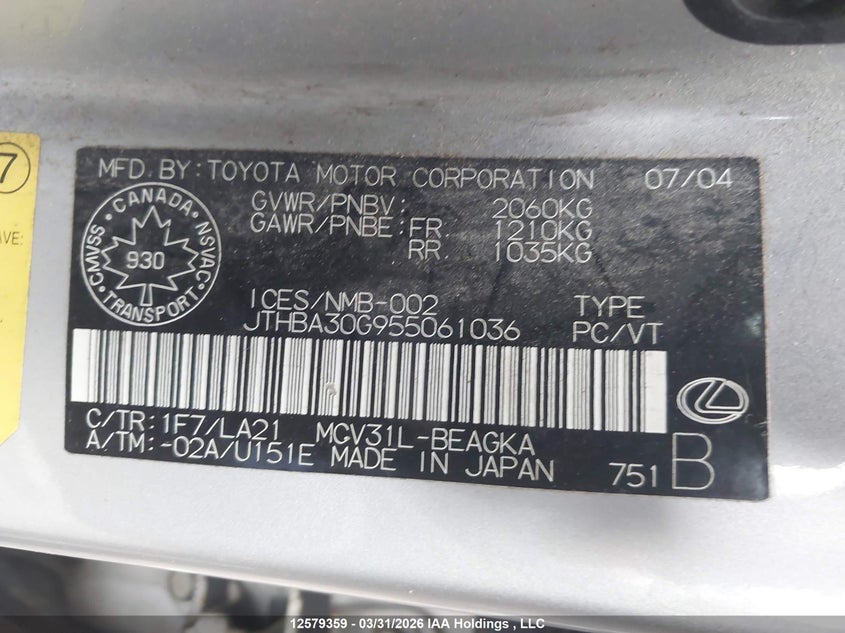 7
AVE:
MFD. BY: TOYOTA MOTOR CORPORATION 07/04
GVWR/PNBV: 2060KG
GAWR/PNBE: FR 1210KG
RR 1035KG
CANADA
CMVSS NSVAC
930
TRANSPORT
ICES/NMB-002 TYPE
JTHBA30G955061036 PC/VT
C/TR: 1F7/LA21 MCV31L-BEAGKA
A/TM: -02A/U151E MADE IN JAPAN 751 B
12579359 - 03/31/2026 IAA Holdings , LLC